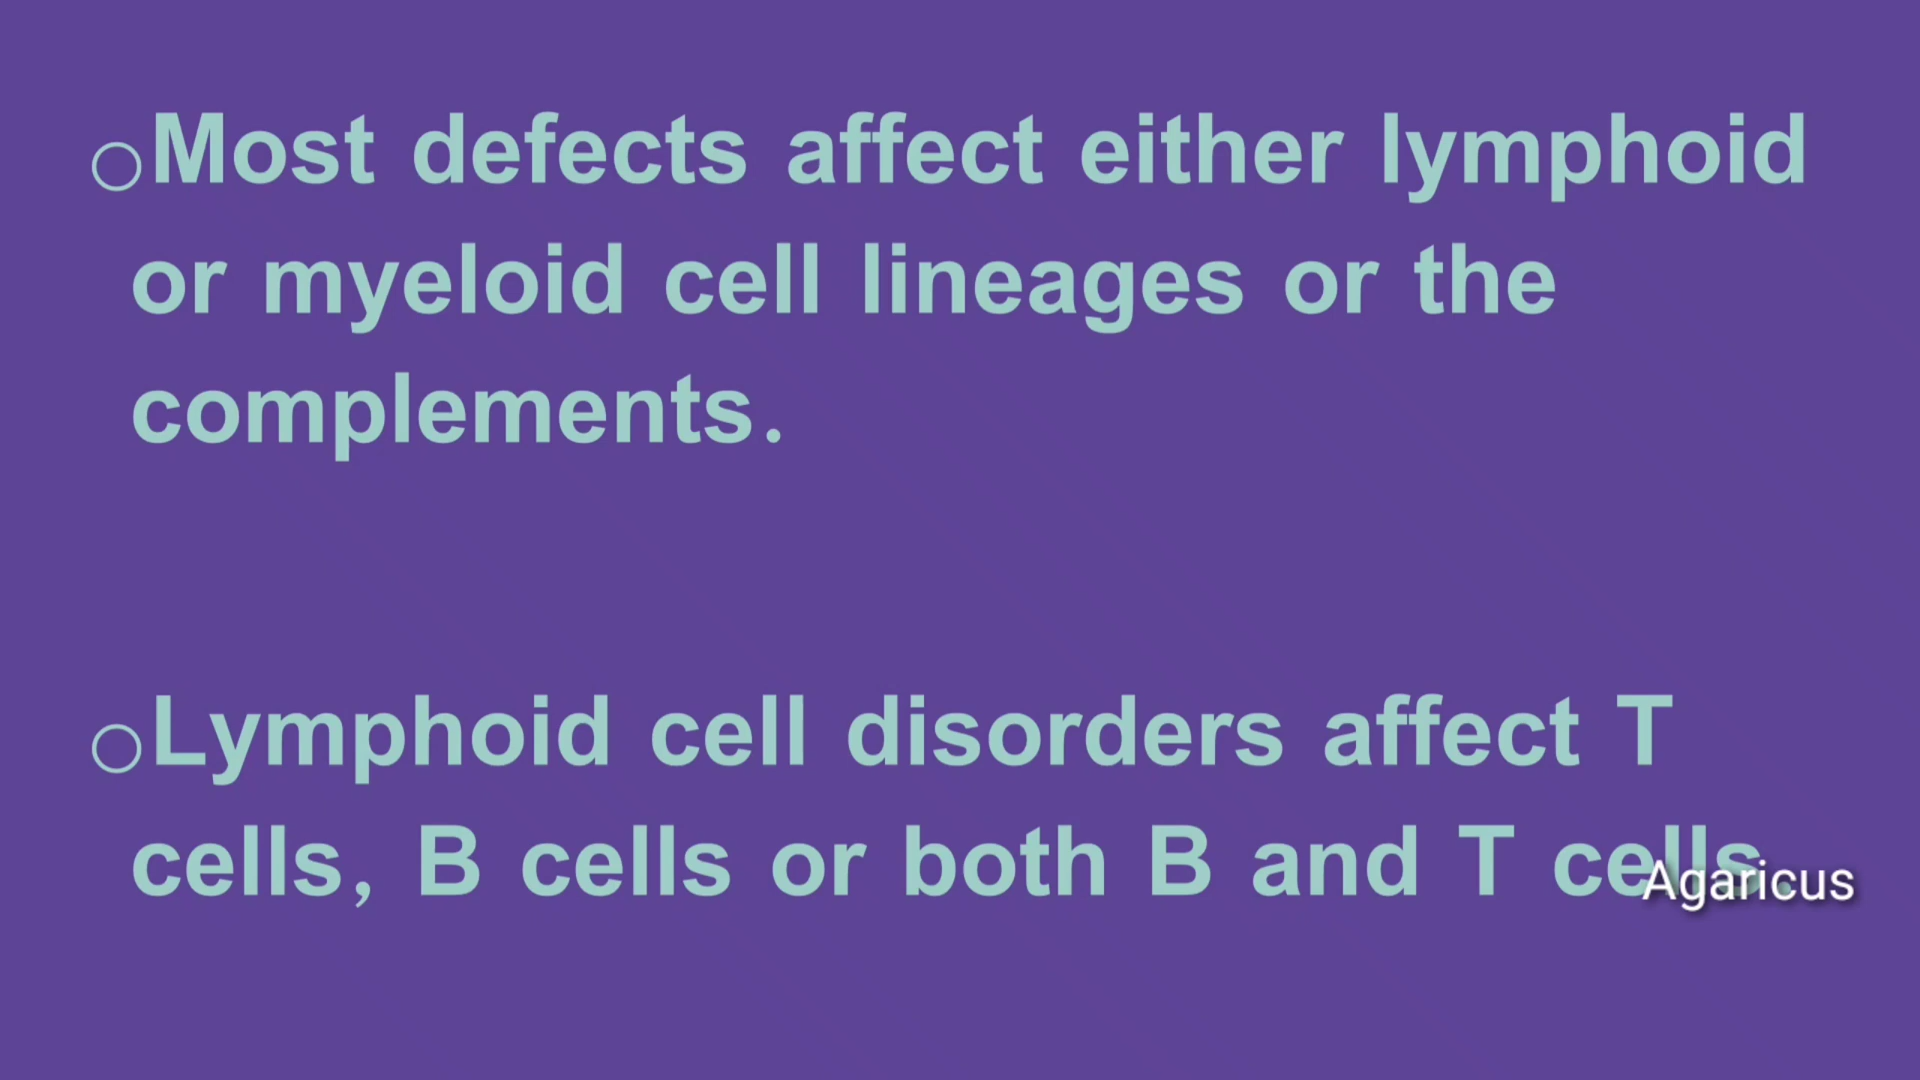 ○Most defects affect either lymphoid
or myeloid cell lineages or the
complements.
○Lymphoid cell disorders affect T
cells, B cells or both B and T cells.
Agaricus